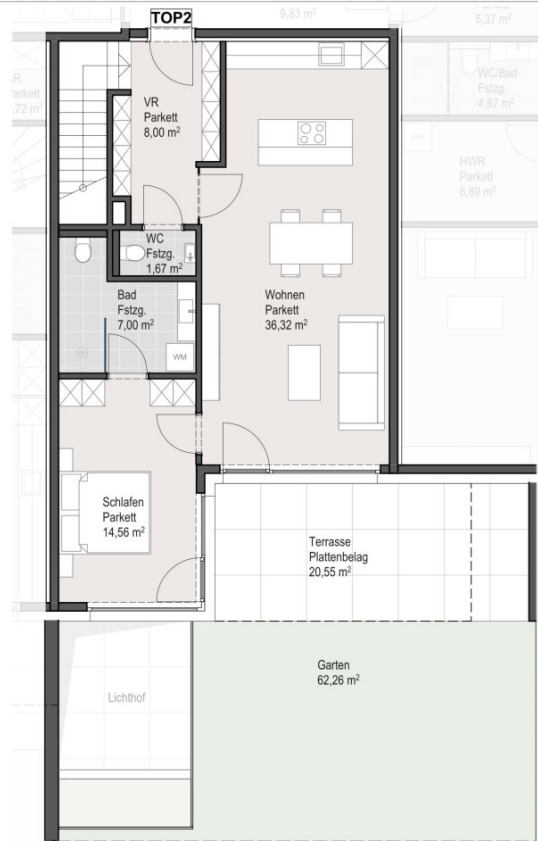 9,83 m²
5,37 m²
TOP2
VR
Parkett
8,00 m²
WC/Bad
Fstzg.
4,87 m²
WM
HWR
Parkett
6,89 m²
WC
Fstzg.
1,67 m²
Bad
Fstzg.
7,00 m²
WM
Wohnen
Parkett
36,32 m²
Schlafen
Parkett
14,56 m²
Terrasse
Plattenbelag
20,55 m²
Garten
62,26 m²
Lichthof